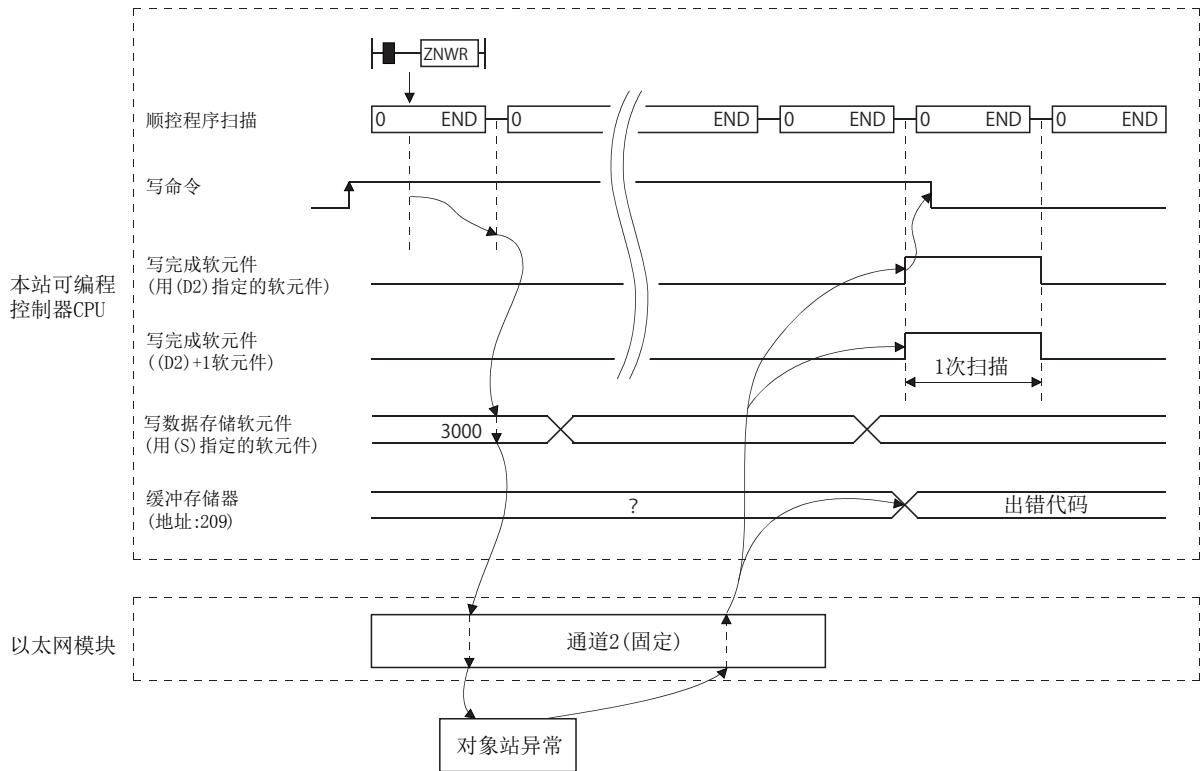 ZNWR
顺控程序扫描
0 END 0 END 0 END 0 END 0 END
写命令
写完成软元件
(用(D2)指定的软元件)
本站可编程
控制器CPU
写完成软元件
((D2)+1软元件)
1次扫描
写数据存储软元件
(用(S)指定的软元件)
3000
缓冲存储器
(地址:209)
?
出错代码
以太网模块
通道2(固定)
对象站异常